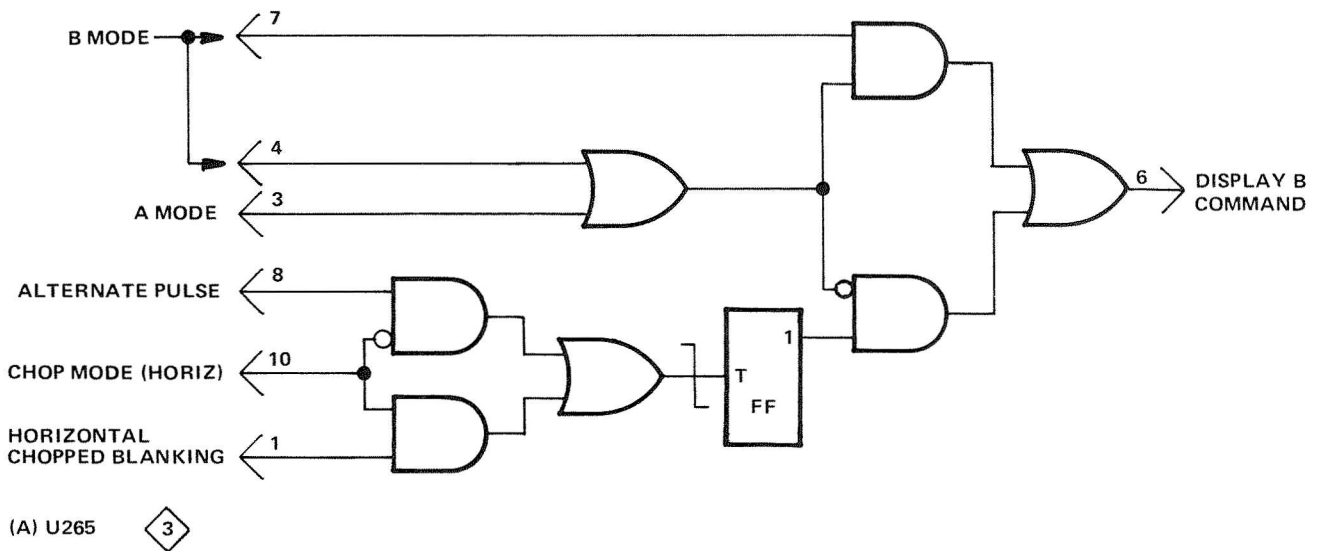 B MODE
7
4
3
A MODE
6
DISPLAY B
COMMAND
8
ALTERNATE PULSE
10
CHOP MODE (HORIZ)
1
T
FF
HORIZONTAL
CHOPPED BLANKING
1
(A) U265
3